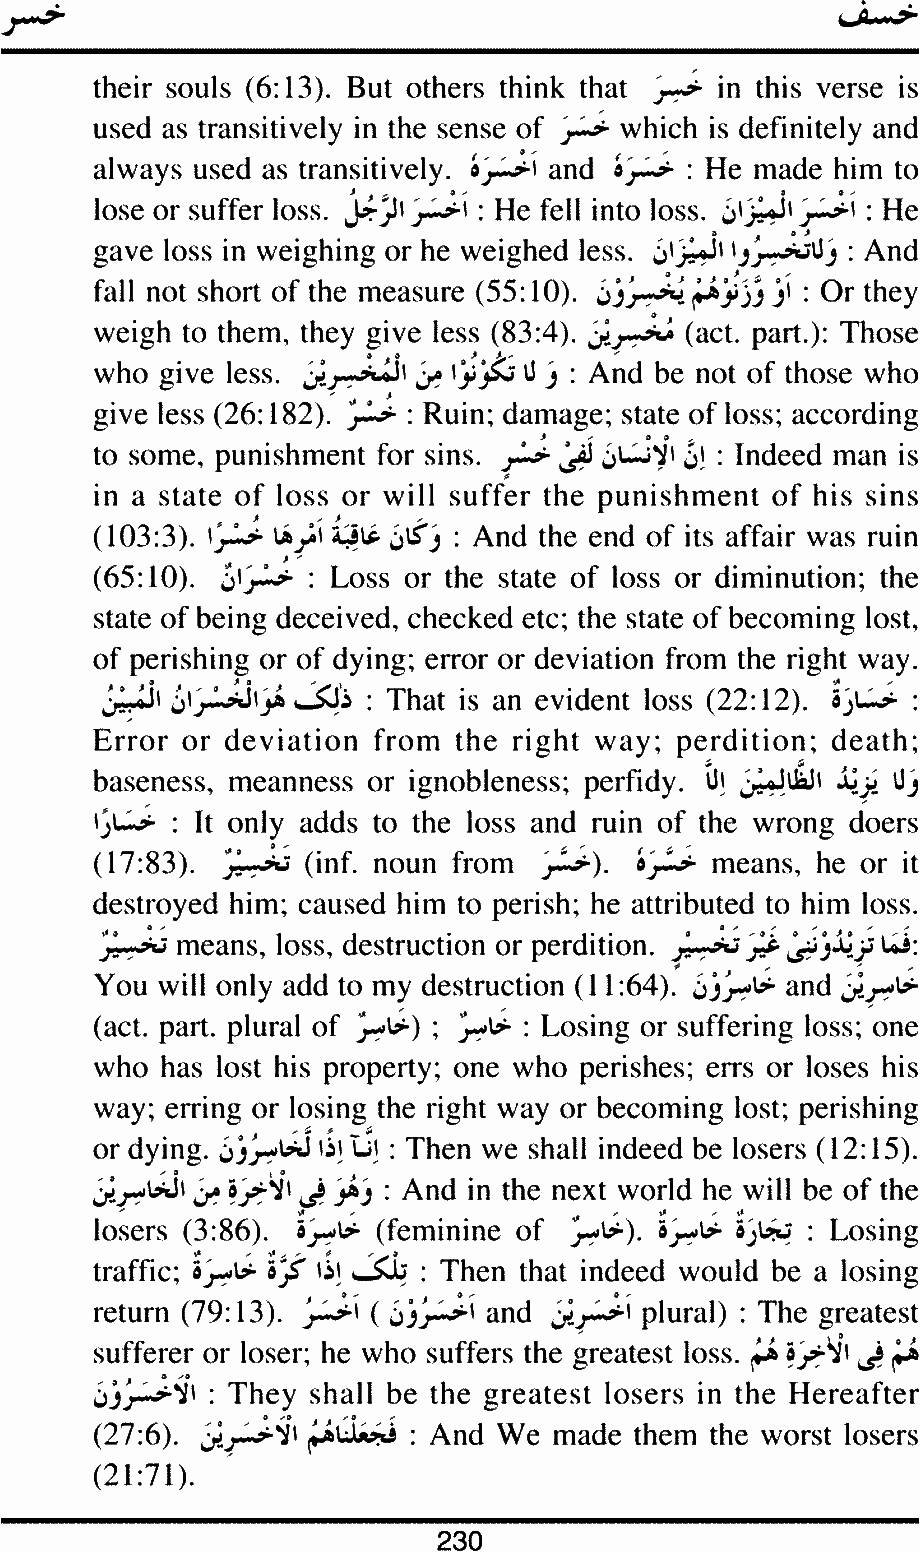 خسر خسف
their souls (6:13). But others think that خَسِرَ in this verse is
used as transitively in the sense of خَسَّرَ which is definitely and
always used as transitively. اَخْسَرَهٗ and خَسَّرَهٗ : He made him to
lose or suffer loss. اَخْسَرَ الرَّجُلُ : He fell into loss. اَخْسَرَ الْمِيْزَانَ : He
gave loss in weighing or he weighed less. وَلَاتُخْسِرُوا الْمِيْزَانَ : And
fall not short of the measure (55:10). اَوْ وَّزَنُوْهُمْ يُخْسِرُوْنَ : Or they
weigh to them, they give less (83:4). مُخْسِرِيْنَ (act. part.): Those
who give less. وَ لَا تَكُوْنُوْا مِنَ الْمُخْسِرِيْنَ : And be not of those who
give less (26:182). خُسْرٌ : Ruin; damage; state of loss; according
to some, punishment for sins. اِنَّ الْاِنْسَانَ لَفِىْ خُسْرٍ : Indeed man is
in a state of loss or will suffer the punishment of his sins
(103:3). وَكَانَ عَاقِبَةُ اَمْرِهَا خُسْرًا : And the end of its affair was ruin
(65:10). خُسْرَانٌ : Loss or the state of loss or diminution; the
state of being deceived, checked etc; the state of becoming lost,
of perishing or of dying; error or deviation from the right way.
ذٰلِكَ هُوَالْخُسْرَانُ الْمُبِيْنُ : That is an evident loss (22:12). خَسَارَةٌ :
Error or deviation from the right way; perdition; death;
baseness, meanness or ignobleness; perfidy. وَلَا يَزِيْدُ الظَّالِمِيْنَ اِلَّا
خَسَارًا : It only adds to the loss and ruin of the wrong doers
(17:83). تَخْسِيْرٌ (inf. noun from خَسَّرَ). خَسَّرَهٗ means, he or it
destroyed him; caused him to perish; he attributed to him loss.
تَخْسِيْرٌ means, loss, destruction or perdition. فَمَا تَزِيْدُوْنَنِىْ غَيْرَ تَخْسِيْرٍ:
You will only add to my destruction (11:64). خَاسِرُوْنَ and خَاسِرِيْنَ
(act. part. plural of خَاسِرٌ) ; خَاسِرٌ : Losing or suffering loss; one
who has lost his property; one who perishes; errs or loses his
way; erring or losing the right way or becoming lost; perishing
or dying. اِنَّآ اِذًا لَّخَاسِرُوْنَ : Then we shall indeed be losers (12:15).
وَهُوَ فِى الْاٰخِرَةِ مِنَ الْخَاسِرِيْنَ : And in the next world he will be of the
losers (3:86). خَاسِرَةٌ (feminine of خَاسِرٌ). تِجَارَةٌ خَاسِرَةٌ : Losing
traffic; تِلْكَ اِذًا كَرَّةٌ خَاسِرَةٌ : Then that indeed would be a losing
return (79:13). اَخْسَرُ ( اَخْسَرُوْنَ and اَخْسَرِيْنَ plural) : The greatest
sufferer or loser; he who suffers the greatest loss. هُمْ فِى الْاٰخِرَةِ هُمُ
الْاَخْسَرُوْنَ : They shall be the greatest losers in the Hereafter
(27:6). فَجَعَلْنَاهُمُ الْاَخْسَرِيْنَ : And We made them the worst losers
(21:71).
230